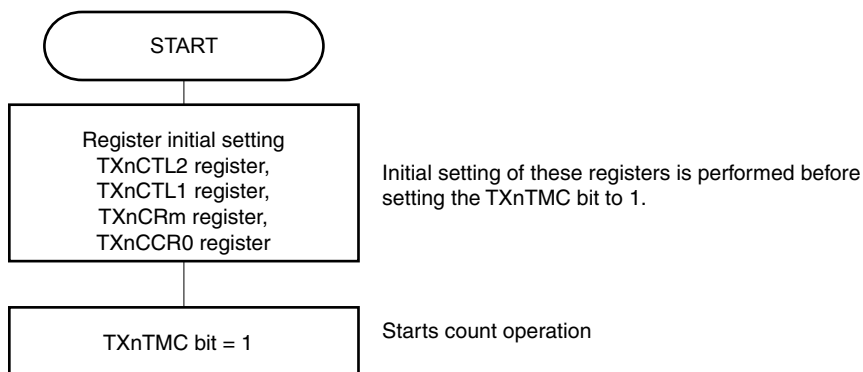 START
Register initial setting
TXnCTL2 register,
TXnCTL1 register,
TXnCRm register,
TXnCCR0 register
Initial setting of these registers is performed before
setting the TXnTMC bit to 1.
TXnTMC bit = 1
Starts count operation